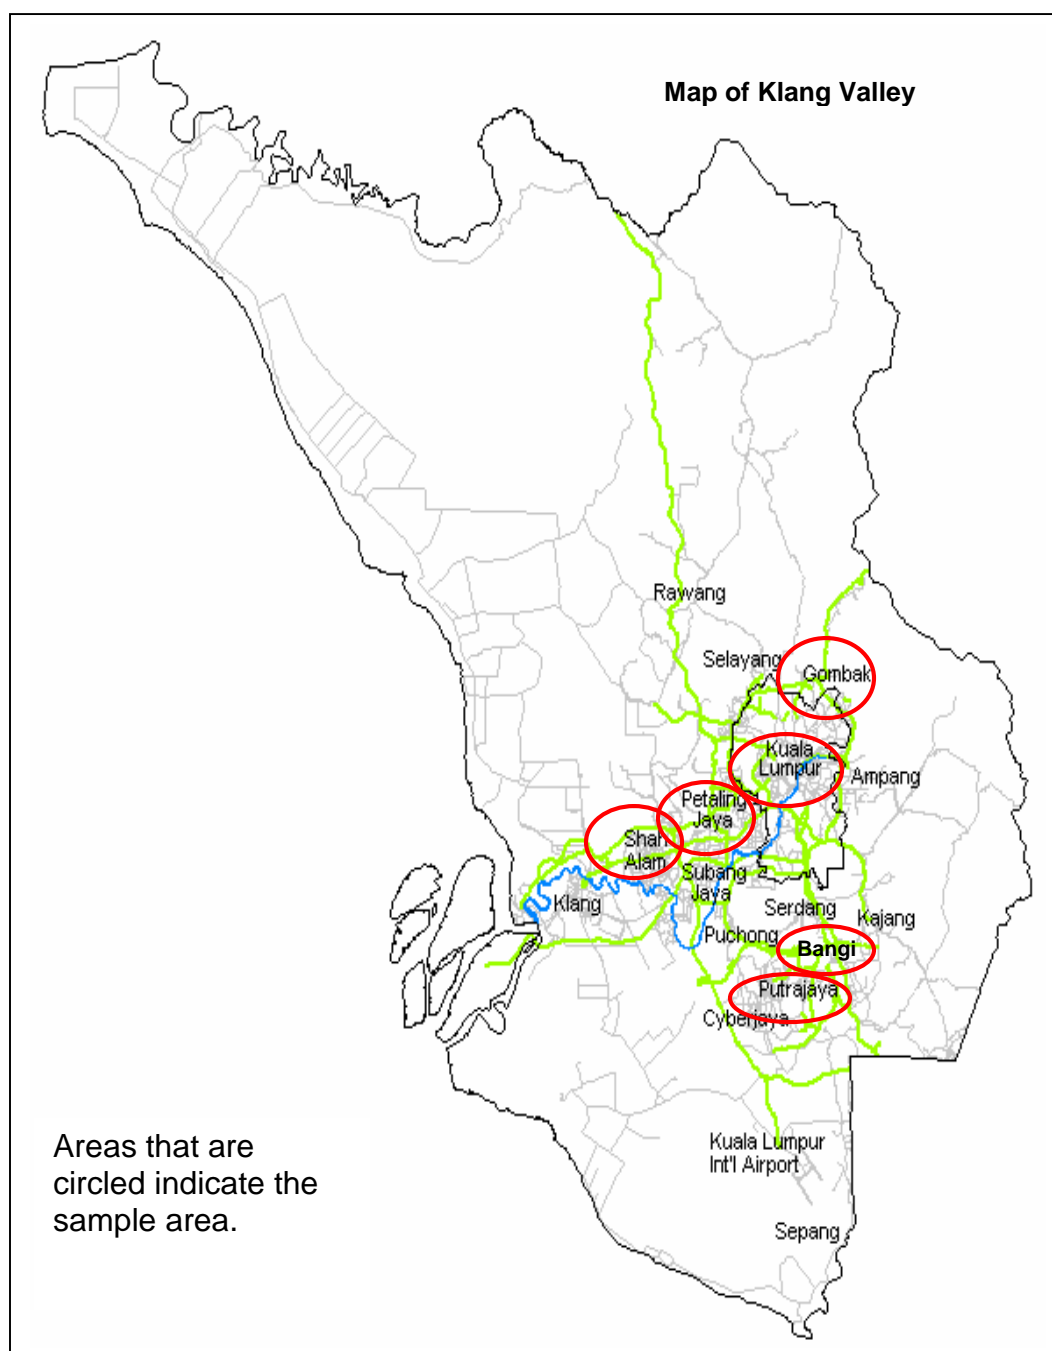 Map of Klang Valley
Rawang
Selayang
Gombak
Kuala
Lumpur
Ampang
Petaling
Jaya
Shah
Alam
Subang
Jaya
Klang
Serdang
Kajang
Puchong
Bangi
Putrajaya
Cyberjaya
Kuala Lumpur
Int'l Airport
Sepang
Areas that are
circled indicate the
sample area.